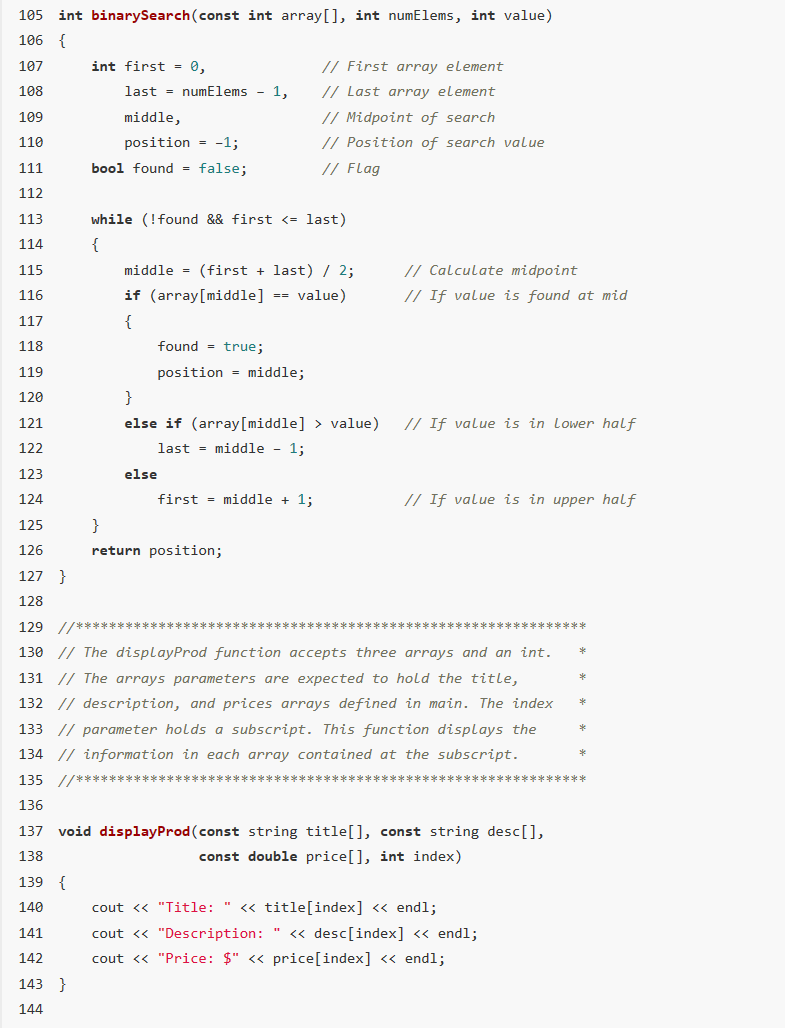 105 int binarySearch(const int array[], int numElems, int value)
106 {
107     int first = 0,              // First array element
108         last = numElems − 1,    // Last array element
109         middle,                 // Midpoint of search
110         position = −1;          // Position of search value
111     bool found = false;         // Flag
112
113     while (!found && first <= last)
114     {
115         middle = (first + last) / 2;      // Calculate midpoint
116         if (array[middle] == value)       // If value is found at mid
117         {
118             found = true;
119             position = middle;
120         }
121         else if (array[middle] > value)   // If value is in lower half
122             last = middle − 1;
123         else
124             first = middle + 1;           // If value is in upper half
125     }
126     return position;
127 }
128
129 //**************************************************************
130 // The displayProd function accepts three arrays and an int.   *
131 // The arrays parameters are expected to hold the title,       *
132 // description, and prices arrays defined in main. The index   *
133 // parameter holds a subscript. This function displays the     *
134 // information in each array contained at the subscript.       *
135 //**************************************************************
136
137 void displayProd(const string title[], const string desc[],
138                  const double price[], int index)
139 {
140     cout << "Title: " << title[index] << endl;
141     cout << "Description: " << desc[index] << endl;
142     cout << "Price: $" << price[index] << endl;
143 }
144